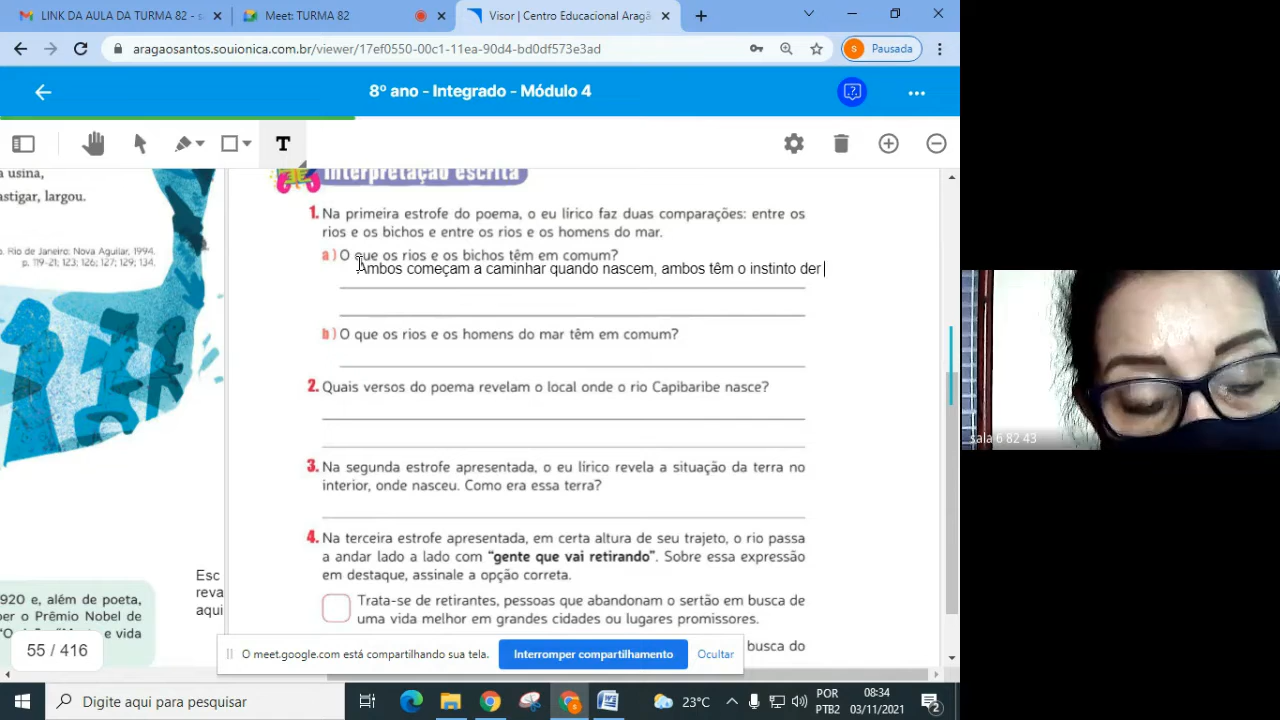 LINK DA AULA DA TURMA 82 - s
Meet: TURMA 82
Visor | Centro Educacional Aragã
aragaosantos.souionica.com.br/viewer/17ef0550-00c1-11ea-90d4-bd0df573e3ad
s
Pausada
8º ano - Integrado - Módulo 4
T
a usina,
astigar, largou.
o. Rio de Janeiro: Nova Aguilar, 1994.
p. 119-21; 123; 126; 127; 129; 134.
Interpretação escrita
1. Na primeira estrofe do poema, o eu lírico faz duas comparações: entre os
rios e os bichos e entre os rios e os homens do mar.
a) O que os rios e os bichos têm em comum?
Ambos começam a caminhar quando nascem, ambos têm o instinto der
b) O que os rios e os homens do mar têm em comum?
2. Quais versos do poema revelam o local onde o rio Capibaribe nasce?
3. Na segunda estrofe apresentada, o eu lírico revela a situação da terra no
interior, onde nasceu. Como era essa terra?
4. Na terceira estrofe apresentada, em certa altura de seu trajeto, o rio passa
a andar lado a lado com "gente que vai retirando". Sobre essa expressão
em destaque, assinale a opção correta.
Trata-se de retirantes, pessoas que abandonam o sertão em busca de
uma vida melhor em grandes cidades ou lugares promissores.
busca do
Esc
reva
aqui
920 e, além de poeta,
er o Prêmio Nobel de
e vida
55 / 416
O meet.google.com está compartilhando sua tela.
Interromper compartilhamento
Ocultar
sala 6 82 43
Digite aqui para pesquisar
23°C
POR
PTB2
08:34
03/11/2021
2